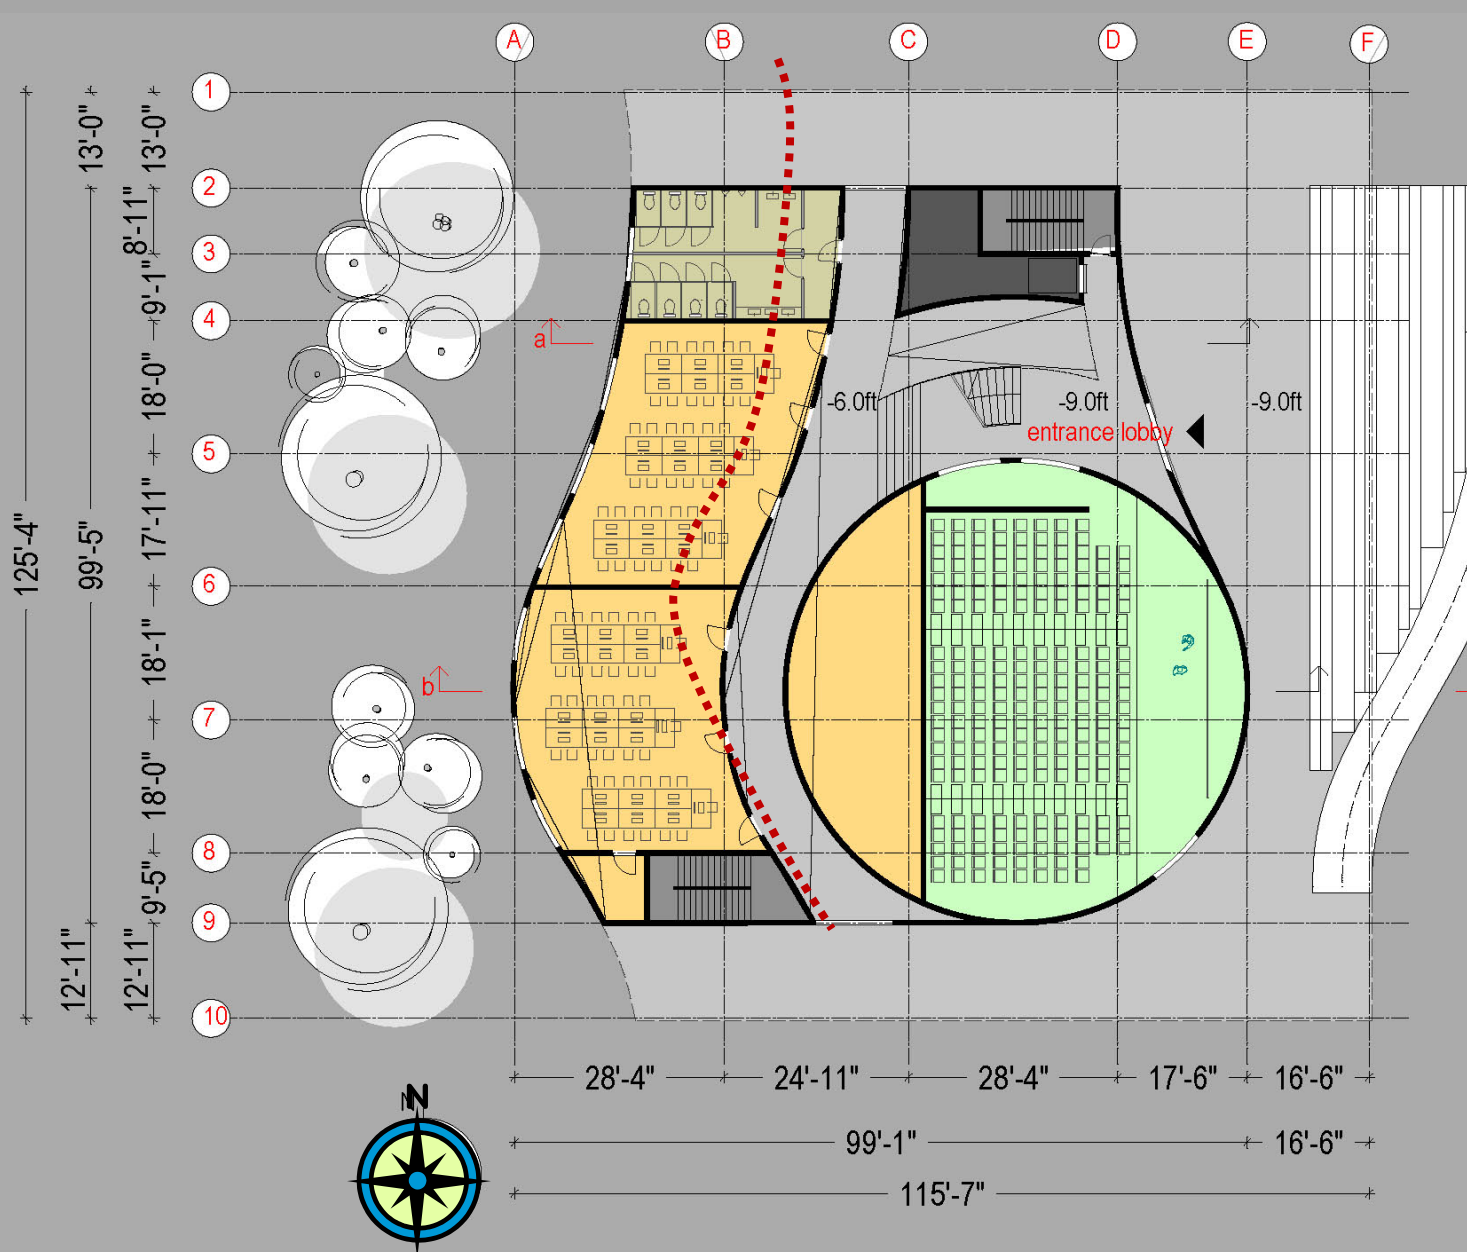 A
B
C
D
E
F
1
2
3
4
5
6
7
8
9
10
13'-0"
13'-0"
8'-11"
9'-1"
18'-0"
17'-11"
18'-1"
18'-0"
9'-5"
12'-11"
12'-11"
99'-5"
125'-4"
a
b
-6.0ft
-9.0ft
-9.0ft
entrance lobby
28'-4"
24'-11"
28'-4"
17'-6"
16'-6"
99'-1"
16'-6"
115'-7"
N
N